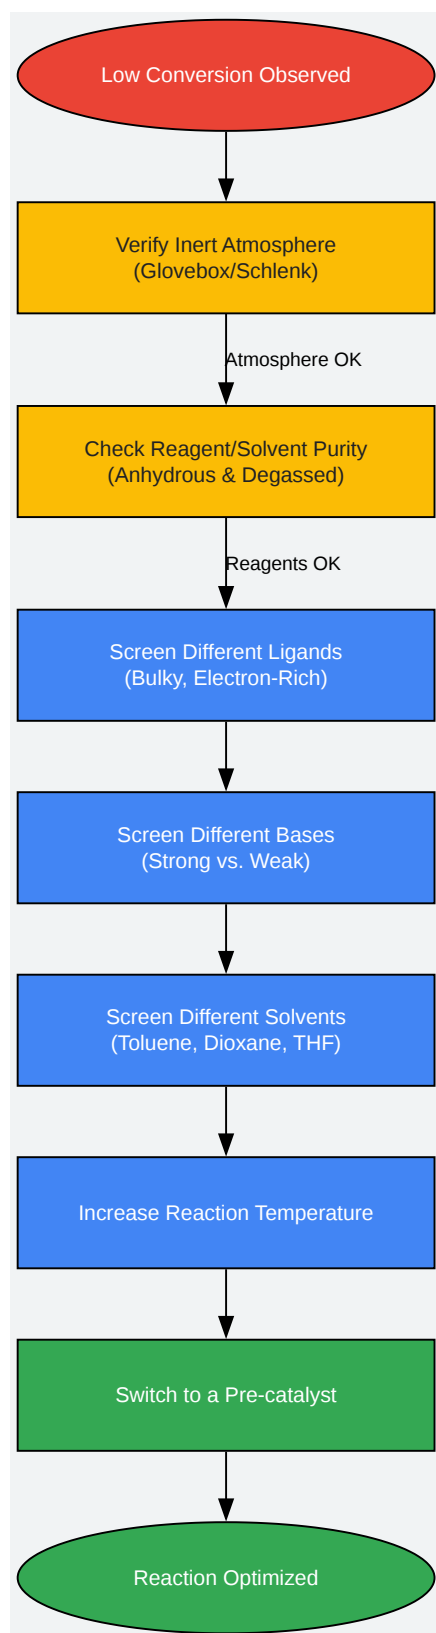 Low Conversion Observed
Verify Inert Atmosphere
(Glovebox/Schlenk)
Atmosphere OK
Check Reagent/Solvent Purity
(Anhydrous & Degassed)
Reagents OK
Screen Different Ligands
(Bulky, Electron-Rich)
Screen Different Bases
(Strong vs. Weak)
Screen Different Solvents
(Toluene, Dioxane, THF)
Increase Reaction Temperature
Switch to a Pre-catalyst
Reaction Optimized